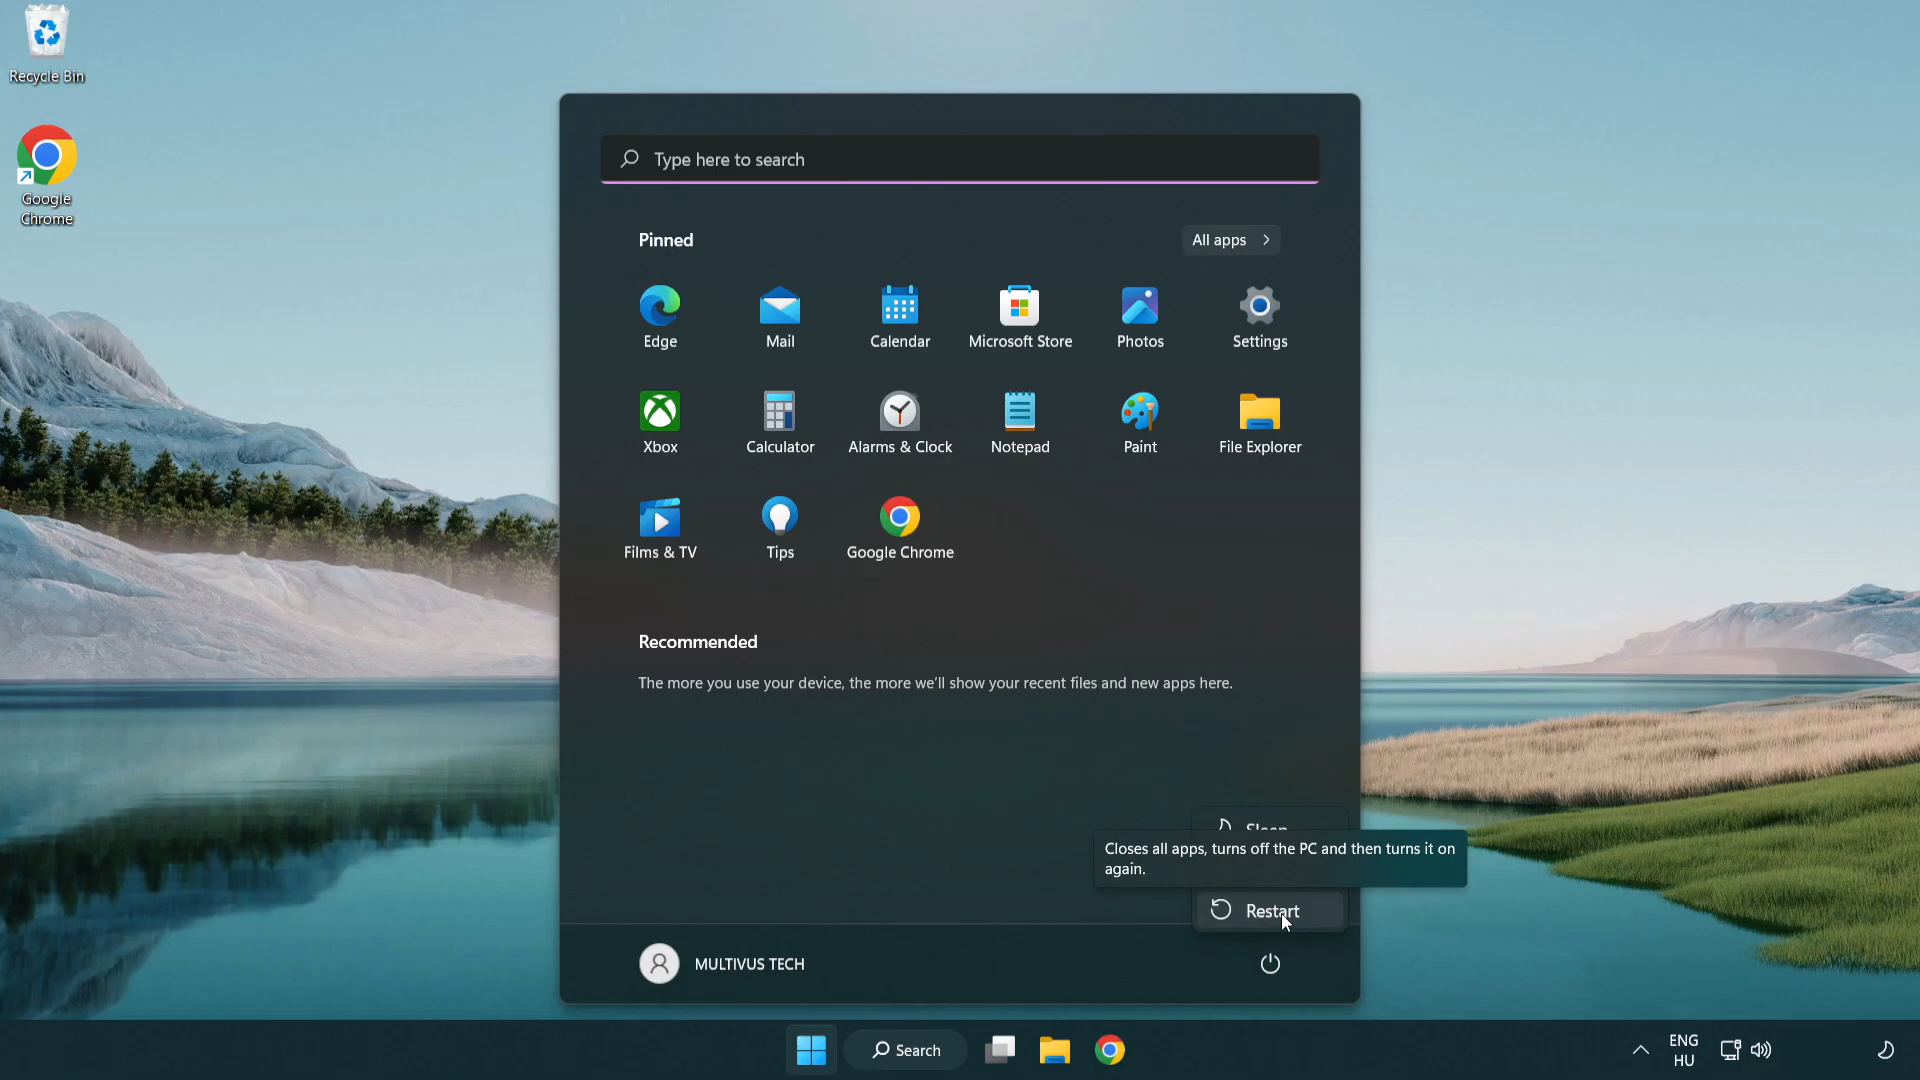 Recycle Bin
Google
Chrome
Type here to search
Pinned
All apps
Edge
Mail
Calendar
Microsoft Store
Photos
Settings
Xbox
Calculator
Alarms & Clock
Notepad
Paint
File Explorer
Films & TV
Tips
Google Chrome
Recommended
The more you use your device, the more we'll show your recent files and new apps here.
Sleep
Closes all apps, turns off the PC and then turns it on
again.
Restart
MULTIVUS TECH
Search
ENG
HU